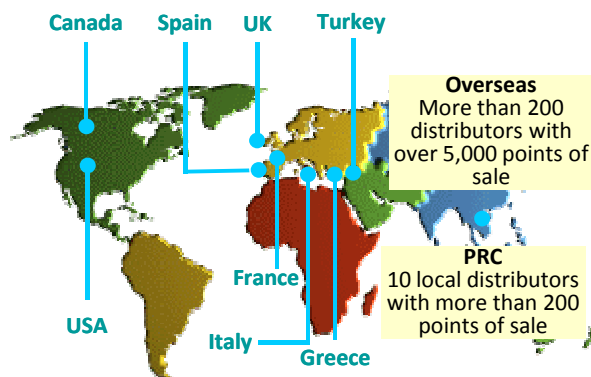 Canada
Spain
UK
Turkey
Overseas
More than 200
distributors with
over 5,000 points of
sale
PRC
10 local distributors
with more than 200
points of sale
France
USA
Italy
Greece